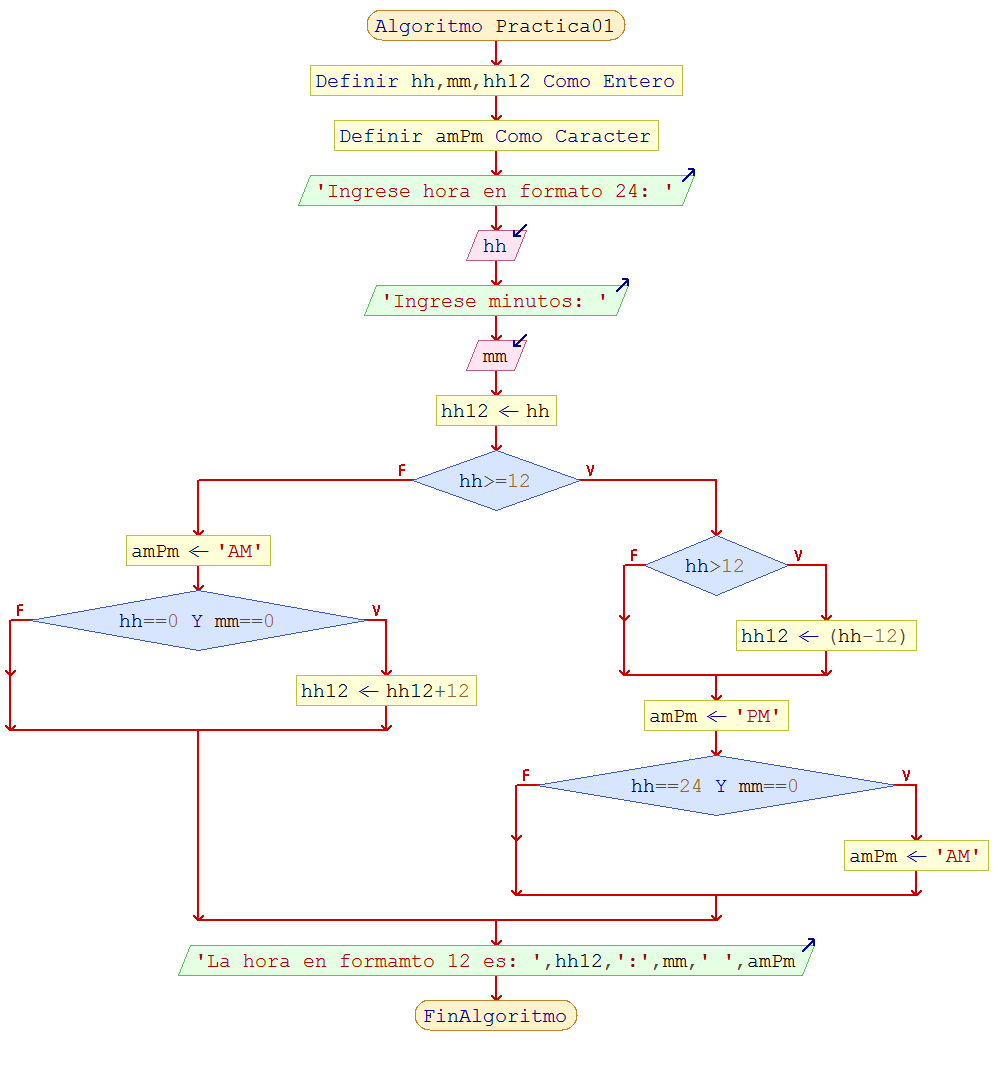 Algoritmo Practica01
Definir hh,mm,hh12 Como Entero
Definir amPm Como Caracter
'Ingrese hora en formato 24: '
hh
'Ingrese minutos: '
mm
hh12 ← hh
hh>=12
F
V
amPm ← 'AM'
hh>12
F
V
hh==0 Y mm==0
F
V
hh12 ← (hh-12)
hh12 ← hh12+12
amPm ← 'PM'
hh==24 Y mm==0
F
V
amPm ← 'AM'
'La hora en formamto 12 es: ',hh12,':',mm,' ',amPm
FinAlgoritmo